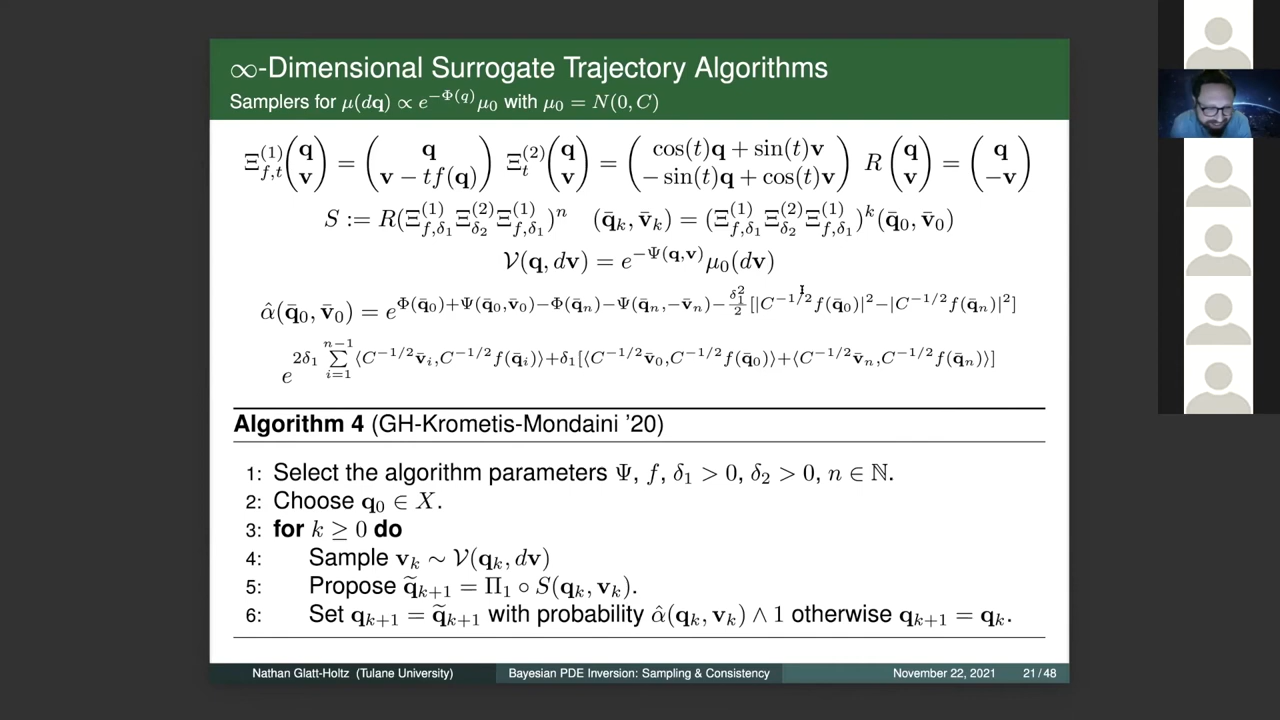 ∞-Dimensional Surrogate Trajectory Algorithms
Samplers for μ(dq) ∝ e^{−Φ(q)}μ₀ with μ₀ = N(0, C)
Ξ^{(1)}_{f,t} (q; v) = (q; v − tf(q)) Ξ^{(2)}_t (q; v) = (cos(t)q + sin(t)v; − sin(t)q + cos(t)v) R (q; v) = (q; −v)
S := R(Ξ^{(1)}_{f,δ₁} Ξ^{(2)}_{δ₂} Ξ^{(1)}_{f,δ₁})^n (q̄_k, v̄_k) = (Ξ^{(1)}_{f,δ₁} Ξ^{(2)}_{δ₂} Ξ^{(1)}_{f,δ₁})^k (q̄₀, v̄₀)
𝒱(q, dv) = e^{−Ψ(q,v)} μ₀(dv)
α̂(q̄₀, v̄₀) = e^{Φ(q̄₀)+Ψ(q̄₀,v̄₀)−Φ(q̄_n)−Ψ(q̄_n,−v̄_n)−\frac{δ₁²}{2}[|C^{−1/2}f(q̄₀)|²−|C^{−1/2}f(q̄_n)|²]}
e^{2δ₁ \sum_{i=1}^{n−1}⟨C^{−1/2}v̄_i,C^{−1/2}f(q̄_i)⟩+δ₁[⟨C^{−1/2}v̄₀,C^{−1/2}f(q̄₀)⟩+⟨C^{−1/2}v̄_n,C^{−1/2}f(q̄_n)⟩]}
Algorithm 4 (GH-Krometis-Mondaini '20)
1: Select the algorithm parameters Ψ, f, δ₁ > 0, δ₂ > 0, n ∈ ℕ.
2: Choose q₀ ∈ X.
3: for k ≥ 0 do
4: Sample v_k ∼ 𝒱(q_k, dv)
5: Propose q̃_{k+1} = Π₁ ∘ S(q_k, v_k).
6: Set q_{k+1} = q̃_{k+1} with probability α̂(q_k, v_k) ∧ 1 otherwise q_{k+1} = q_k.
Nathan Glatt-Holtz (Tulane University) Bayesian PDE Inversion: Sampling & Consistency November 22, 2021 21 / 48